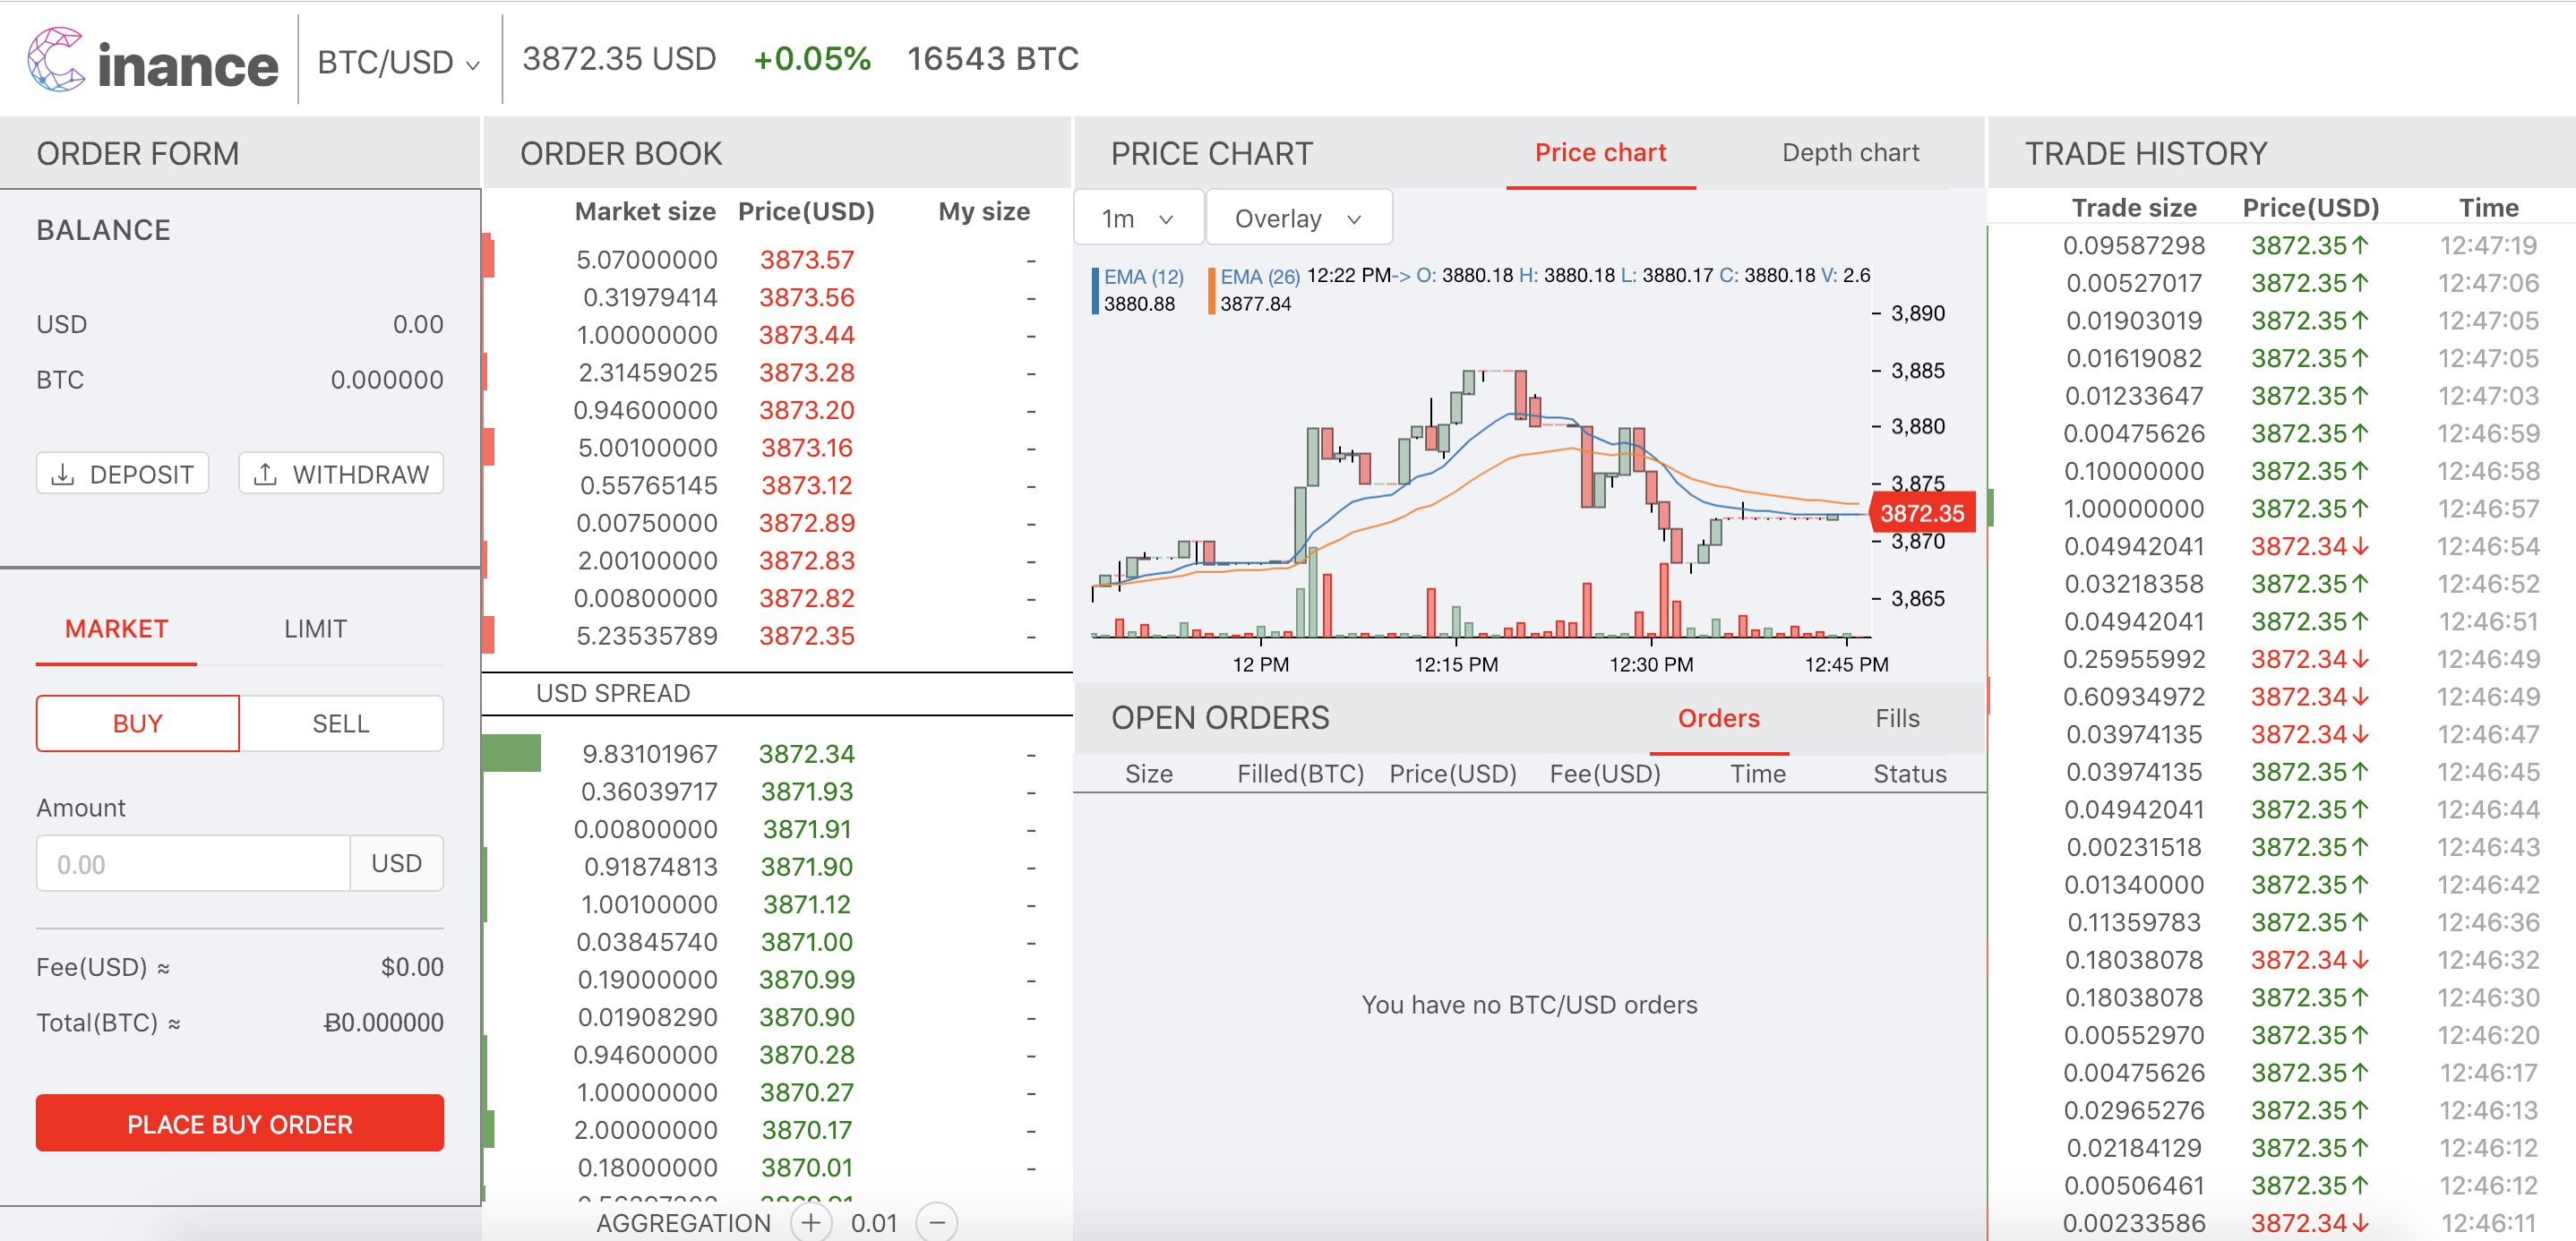 Cinance
BTC/USD
3872.35 USD +0.05% 16543 BTC
ORDER FORM
BALANCE
USD 0.00
BTC 0.000000
DEPOSIT WITHDRAW
MARKET LIMIT
BUY SELL
Amount
0.00 USD
Fee(USD) ≈ $0.00
Total(BTC) ≈ Ƀ0.000000
PLACE BUY ORDER
ORDER BOOK
Market size Price(USD) My size
5.07000000 3873.57 -
0.31979414 3873.56 -
1.00000000 3873.44 -
2.31459025 3873.28 -
0.94600000 3873.20 -
5.00100000 3873.16 -
0.55765145 3873.12 -
0.00750000 3872.89 -
2.00100000 3872.83 -
0.00800000 3872.82 -
5.23535789 3872.35 -
USD SPREAD
9.83101967 3872.34 -
0.36039717 3871.93 -
0.00800000 3871.91 -
0.91874813 3871.90 -
1.00100000 3871.12 -
0.03845740 3871.00 -
0.19000000 3870.99 -
0.01908290 3870.90 -
0.94600000 3870.28 -
1.00000000 3870.27 -
2.00000000 3870.17 -
0.18000000 3870.01 -
AGGREGATION + 0.01 −
PRICE CHART Price chart Depth chart
1m Overlay
EMA (12) EMA (26) 12:22 PM-> O: 3880.18 H: 3880.18 L: 3880.17 C: 3880.18 V: 2.6
3880.88 3877.84
3,890
3,885
3,880
3,875
3872.35
3,870
3,865
12 PM 12:15 PM 12:30 PM 12:45 PM
OPEN ORDERS Orders Fills
Size Filled(BTC) Price(USD) Fee(USD) Time Status
You have no BTC/USD orders
TRADE HISTORY
Trade size Price(USD) Time
0.09587298 3872.35↑ 12:47:19
0.00527017 3872.35↑ 12:47:06
0.01903019 3872.35↑ 12:47:05
0.01619082 3872.35↑ 12:47:05
0.01233647 3872.35↑ 12:47:03
0.00475626 3872.35↑ 12:46:59
0.10000000 3872.35↑ 12:46:58
1.00000000 3872.35↑ 12:46:57
0.04942041 3872.34↓ 12:46:54
0.03218358 3872.35↑ 12:46:52
0.04942041 3872.35↑ 12:46:51
0.25955992 3872.34↓ 12:46:49
0.60934972 3872.34↓ 12:46:49
0.03974135 3872.34↓ 12:46:47
0.03974135 3872.35↑ 12:46:45
0.04942041 3872.35↑ 12:46:44
0.00231518 3872.35↑ 12:46:43
0.01340000 3872.35↑ 12:46:42
0.11359783 3872.35↑ 12:46:36
0.18038078 3872.34↓ 12:46:32
0.18038078 3872.35↑ 12:46:30
0.00552970 3872.35↑ 12:46:20
0.00475626 3872.35↑ 12:46:17
0.02965276 3872.35↑ 12:46:13
0.02184129 3872.35↑ 12:46:12
0.00506461 3872.35↑ 12:46:12
0.00233586 3872.34↓ 12:46:11